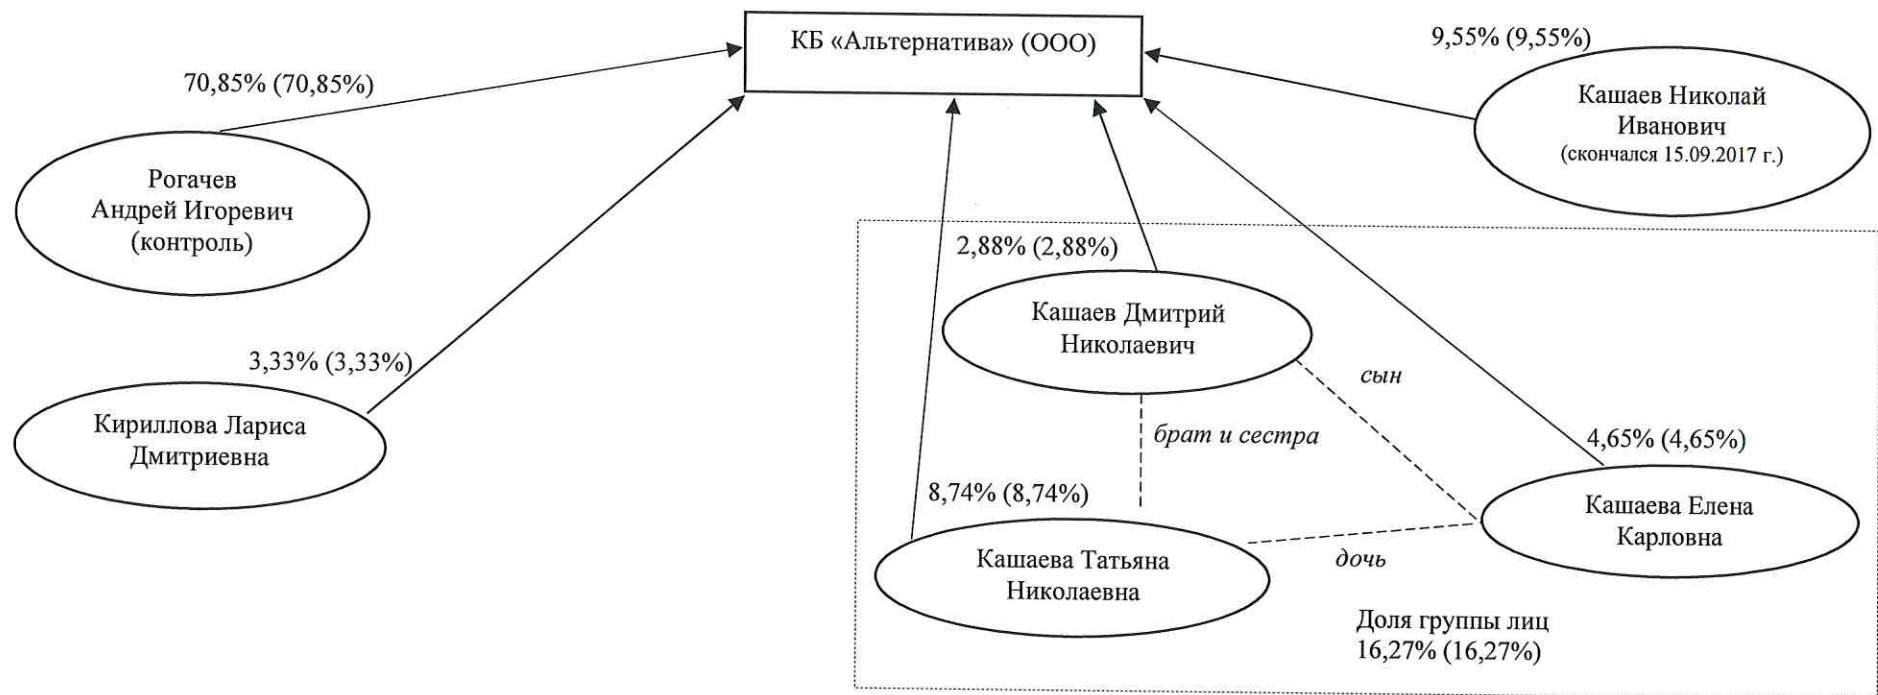 КБ «Альтернатива» (ООО)
9,55% (9,55%)
70,85% (70,85%)
Кашаев Николай
Иванович
(скончался 15.09.2017 г.)
Рогачев
Андрей Игоревич
(контроль)
2,88% (2,88%)
Кашаев Дмитрий
Николаевич
3,33% (3,33%)
сын
Кириллова Лариса
Дмитриевна
брат и сестра
4,65% (4,65%)
8,74% (8,74%)
Кашаева Елена
Карловна
Кашаева Татьяна
Николаевна
дочь
Доля группы лиц
16,27% (16,27%)